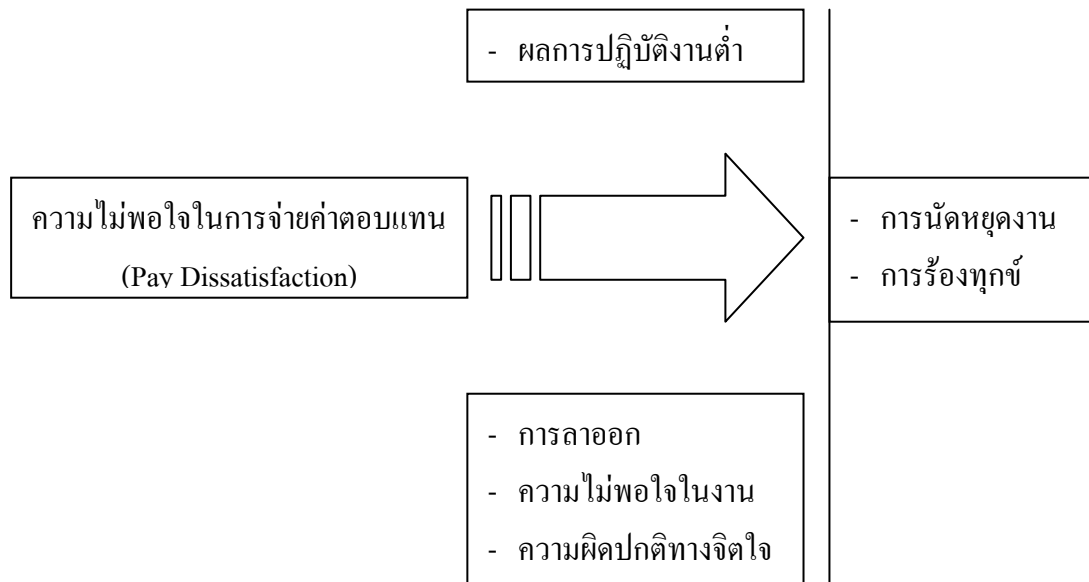 - ผลการปฏิบัติงานต่ำ
ความไม่พอใจในการจ่ายค่าตอบแทน
(Pay Dissatisfaction)
- การนัดหยุดงาน
- การร้องทุกข์
- การลาออก
- ความไม่พอใจในงาน
- ความผิดปกติทางจิตใจ